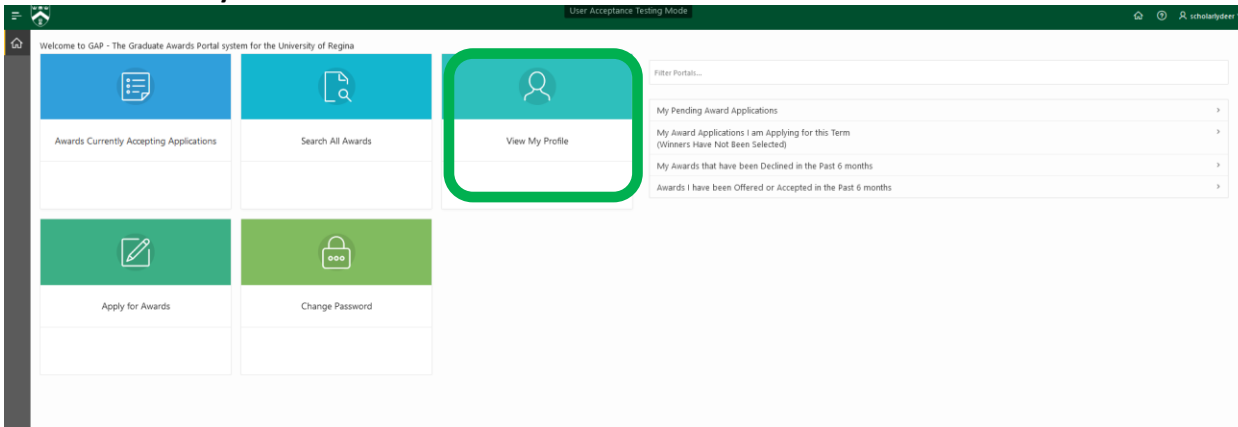 User Acceptance Testing Mode
scholarlydeer
Welcome to GAP - The Graduate Awards Portal system for the University of Regina
Awards Currently Accepting Applications
Search All Awards
View My Profile
Filter Portals...
My Pending Award Applications
My Award Applications I am Applying for this Term
(Winners Have Not Been Selected)
My Awards that have been Declined in the Past 6 months
Awards I have been Offered or Accepted in the Past 6 months
Apply for Awards
Change Password